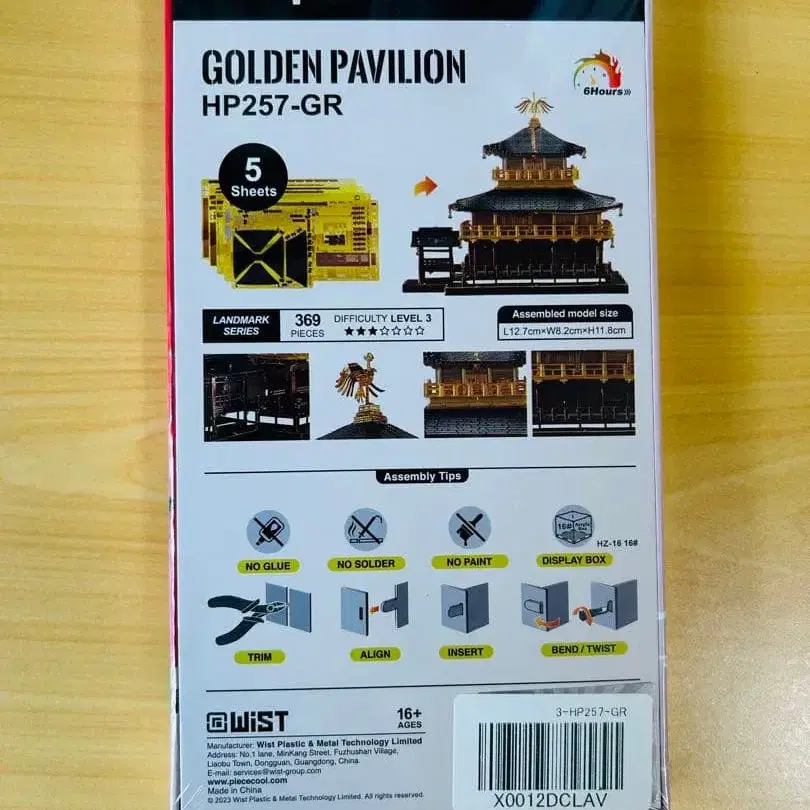 GOLDEN PAVILION
HP257-GR
6Hours
5
Sheets
LANDMARK
SERIES
369
PIECES
DIFFICULTY LEVEL 3
★★★☆☆☆☆
Assembled model size
L12.7cm×W8.2cm×H11.8cm
Assembly Tips
16#
Acrylic
Box
HZ-16 16#
NO GLUE
NO SOLDER
NO PAINT
DISPLAY BOX
TRIM
ALIGN
INSERT
BEND / TWIST
WiST
16+
AGES
Manufacturer: Wist Plastic & Metal Technology Limited
Address: No.1 lane, MinKang Street, Fuzhushan Village,
Liaobu Town, Dongguan, Guangdong, China.
E-mail: services@wist-group.com
www.piececool.com
Made in China
© 2023 Wist Plastic & Metal Technology Limited. All rights reserved.
3-HP257-GR
X0012DCLAV